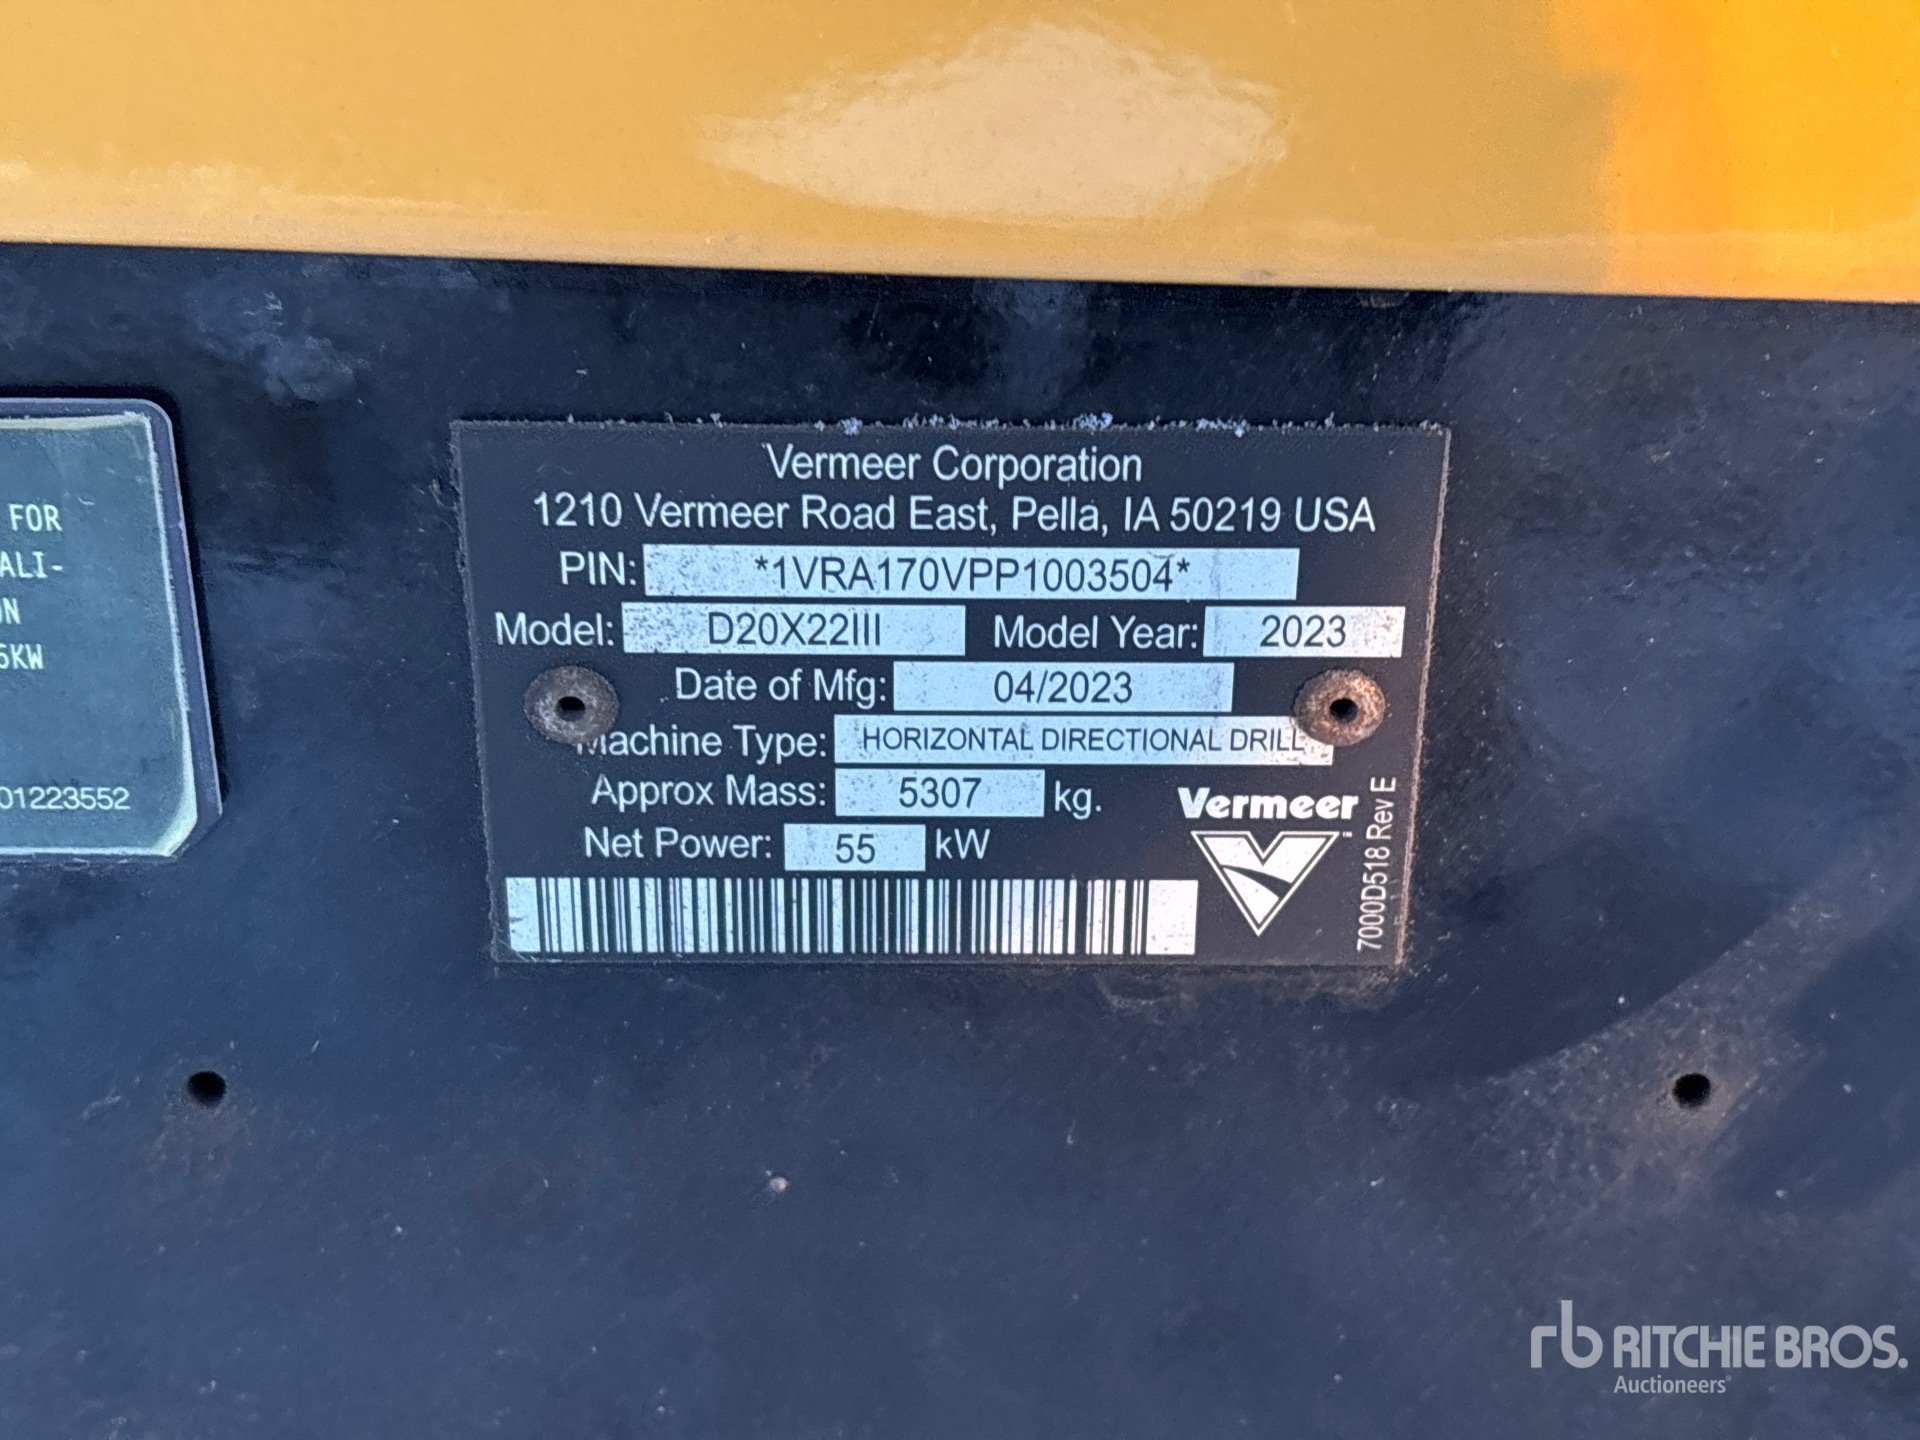 FOR
ALI-
ON
5KW
01223552
Vermeer Corporation
1210 Vermeer Road East, Pella, IA 50219 USA
PIN: *1VRA170VPP1003504*
Model: D20X22III Model Year: 2023
Date of Mfg: 04/2023
Machine Type: HORIZONTAL DIRECTIONAL DRILL
Approx Mass: 5307 kg.
Net Power: 55 kW
Vermeer™
7000D518 Rev E
rb RITCHIE BROS.
Auctioneers